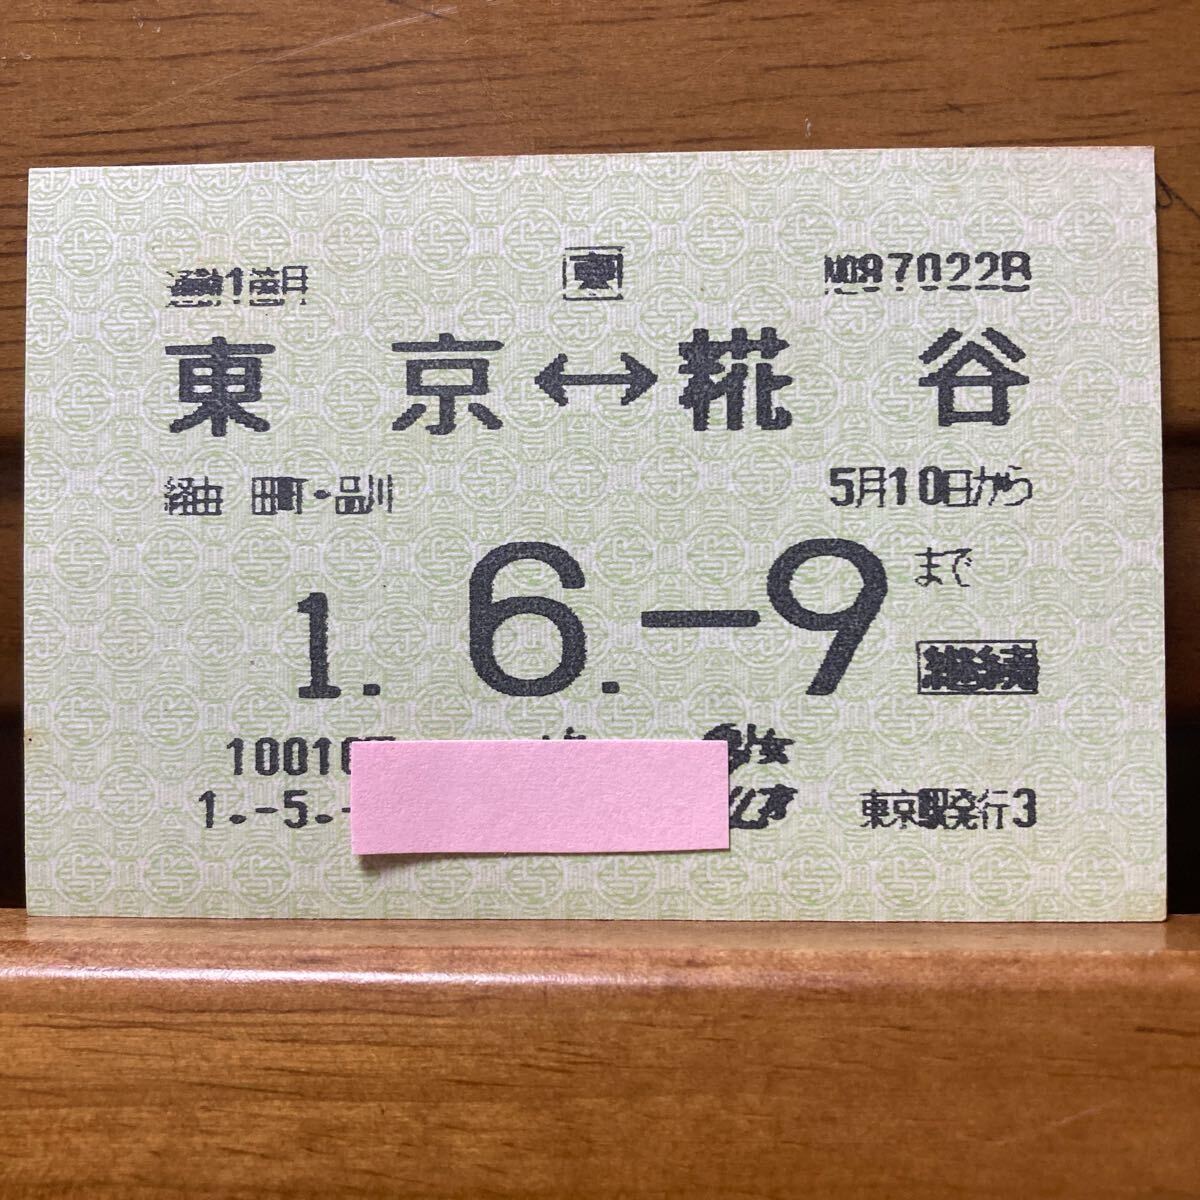 通勤1箇月 東 №87022B
東京↔糀谷
経由 田町・品川 5月10日から
1. 6.-9まで
継続
10010
1.-5.- 東京駅発行3